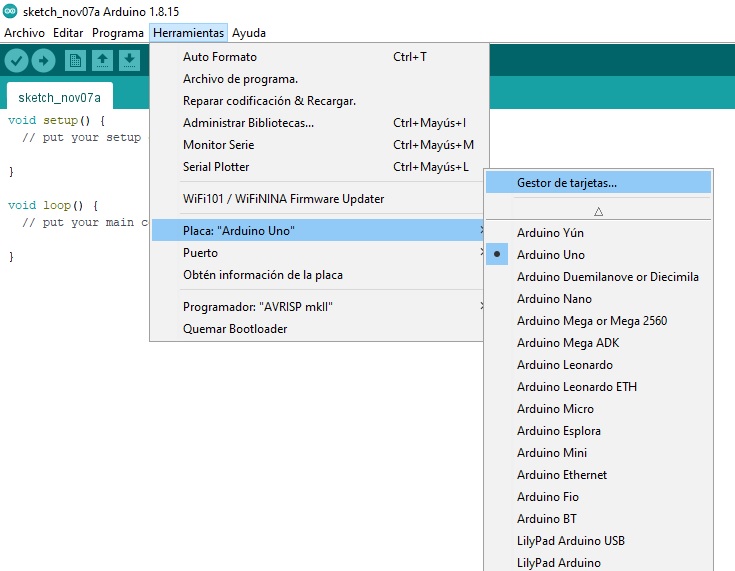 sketch_nov07a Arduino 1.8.15
Archivo Editar Programa Herramientas Ayuda
sketch_nov07a
void setup() {
// put your setup
}
void loop() {
// put your main
}
Auto Formato Ctrl+T
Archivo de programa.
Reparar codificación & Recargar.
Administrar Bibliotecas... Ctrl+Mayús+I
Monitor Serie Ctrl+Mayús+M
Serial Plotter Ctrl+Mayús+L
WiFi101 / WiFiNINA Firmware Updater
Placa: "Arduino Uno"
Puerto
Obtén información de la placa
Programador: "AVRISP mkII"
Quemar Bootloader
Gestor de tarjetas...
Arduino Yún
Arduino Uno
Arduino Duemilanove or Diecimila
Arduino Nano
Arduino Mega or Mega 2560
Arduino Mega ADK
Arduino Leonardo
Arduino Leonardo ETH
Arduino Micro
Arduino Esplora
Arduino Mini
Arduino Ethernet
Arduino Fio
Arduino BT
LilyPad Arduino USB
LilyPad Arduino